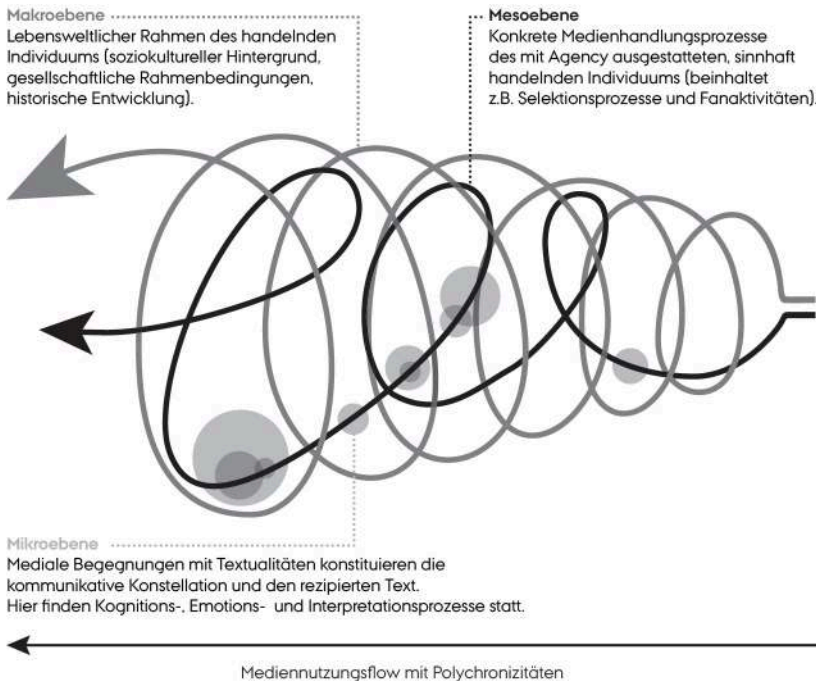 Makroebene
Lebensweltlicher Rahmen des handelnden
Individuums (soziokultureller Hintergrund,
gesellschaftliche Rahmenbedingungen,
historische Entwicklung).
Mesoebene
Konkrete Medienhandlungsprozesse
des mit Agency ausgestatteten, sinnhaft
handelnden Individuums (beinhaltet
z.B. Selektionsprozesse und Fanaktivitäten).
Mikroebene
Mediale Begegnungen mit Textualitäten konstituieren die
kommunikative Konstellation und den rezipierten Text.
Hier finden Kognitions-, Emotions- und Interpretationsprozesse statt.
Mediennutzungsflow mit Polychronizitäten